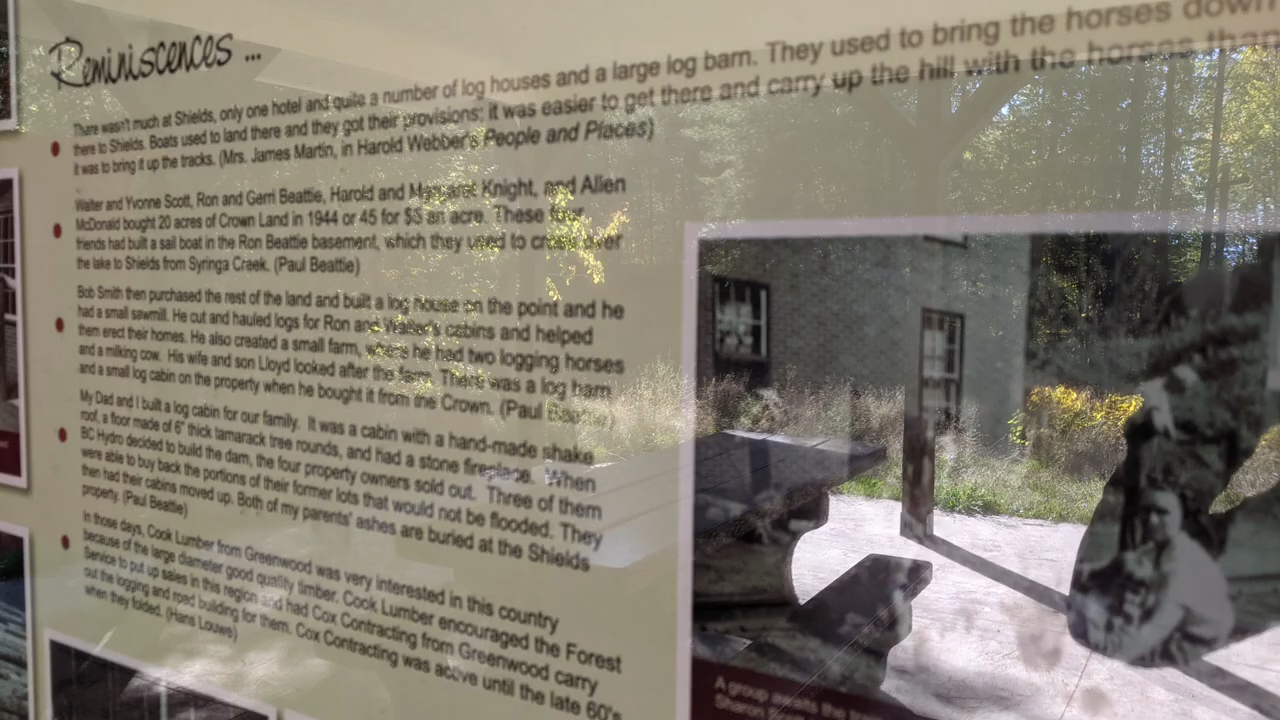 Reminiscences ...
There wasn't much at Shields, only one hotel and quite a number of log houses and a large log barn. They used to bring the horses down
there to Shields. Boats used to land there and they got their provisions; it was easier to get there and carry up the hill with the horses than
it was to bring it up the tracks. (Mrs. James Martin, in Harold Webber's People and Places)
Walter and Yvonne Scott, Ron and Gerri Beattie, Harold and Margaret Knight, and Allen
McDonald bought 20 acres of Crown Land in 1944 or 45 for $5 an acre. These four
friends had built a sail boat in the Ron Beattie basement, which they used to cross over
the lake to Shields from Syringa Creek. (Paul Beattie)
Bob Smith then purchased the rest of the land and built a log house on the point and he
had a small sawmill. He cut and hauled logs for Ron and Walter's cabins and helped
them erect their homes. He also created a small farm, where he had two logging horses
and a milking cow. His wife and son Lloyd looked after the farm. There was a log barn
and a small log cabin on the property when he bought it from the Crown. (Paul Beattie)
My Dad and I built a log cabin for our family. It was a cabin with a hand-made shake
roof, a floor made of 6" thick tamarack tree rounds, and had a stone fireplace. When
BC Hydro decided to build the dam, the four property owners sold out. Three of them
were able to buy back the portions of their former lots that would not be flooded. They
then had their cabins moved up. Both of my parents' ashes are buried at the Shields
property. (Paul Beattie)
In those days, Cook Lumber from Greenwood was very interested in this country
because of the large diameter good quality timber. Cook Lumber encouraged the Forest
Service to put up sales in this region and had Cox Contracting from Greenwood carry
out the logging and road building for them. Cox Contracting was active until the late 60's
when they folded. (Hans Louwe)
A group awaits the
Sharon